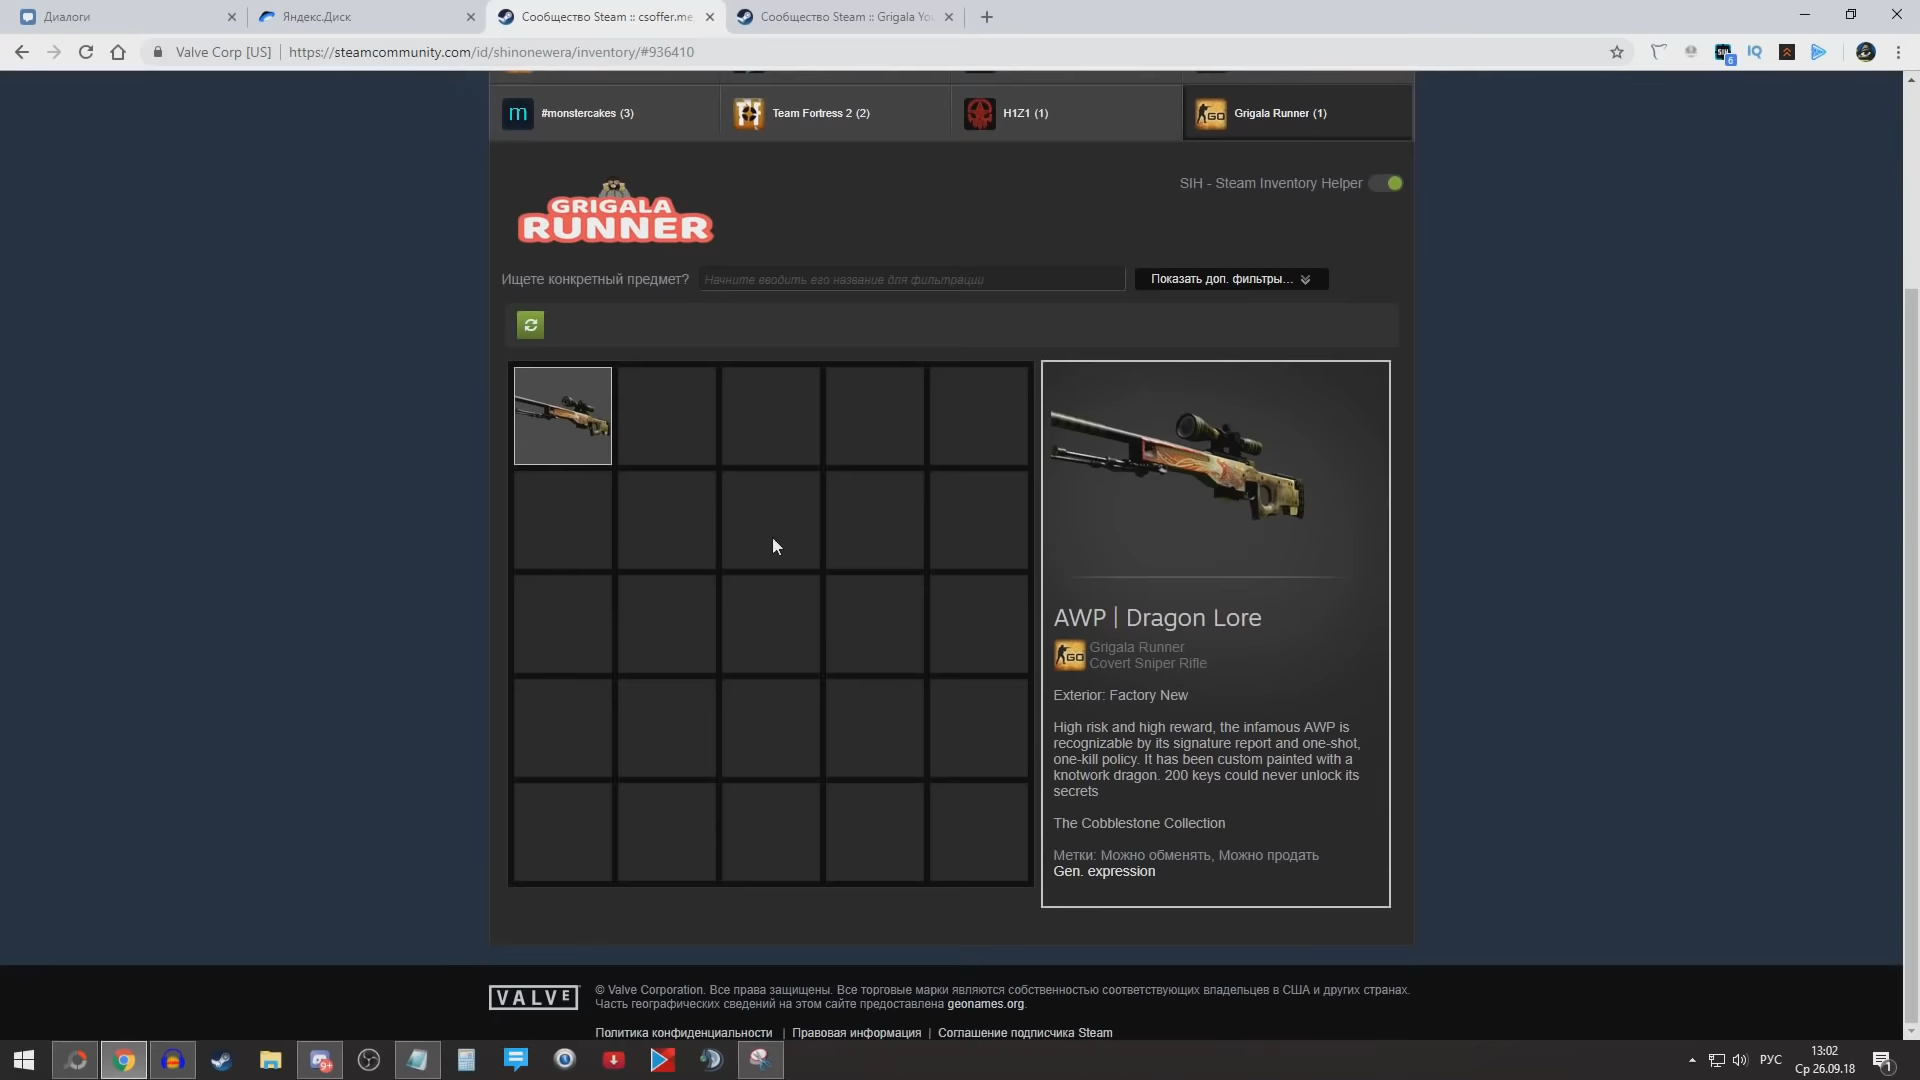 Диалоги
Яндекс.Диск
Сообщество Steam :: csoffer.me
Сообщество Steam :: Grigala You
Valve Corp [US]
https://steamcommunity.com/id/shinonewera/inventory/#936410
6
IQ
#monstercakes (3)
Team Fortress 2 (2)
H1Z1 (1)
Grigala Runner (1)
SIH - Steam Inventory Helper
GRIGALA
RUNNER
Ищете конкретный предмет?
Начните вводить его название для фильтрации
Показать доп. фильтры...
AWP | Dragon Lore
GO
Grigala Runner
Covert Sniper Rifle
Exterior: Factory New
High risk and high reward, the infamous AWP is
recognizable by its signature report and one-shot,
one-kill policy. It has been custom painted with a
knotwork dragon. 200 keys could never unlock its
secrets
The Cobblestone Collection
Метки: Можно обменять, Можно продать
Gen. expression
VALVE
© Valve Corporation. Все права защищены. Все торговые марки являются собственностью соответствующих владельцев в США и других странах.
Часть географических сведений на этом сайте предоставлена geonames.org.
Политика конфиденциальности | Правовая информация | Соглашение подписчика Steam
9+
РУС
13:02
Ср 26.09.18
1